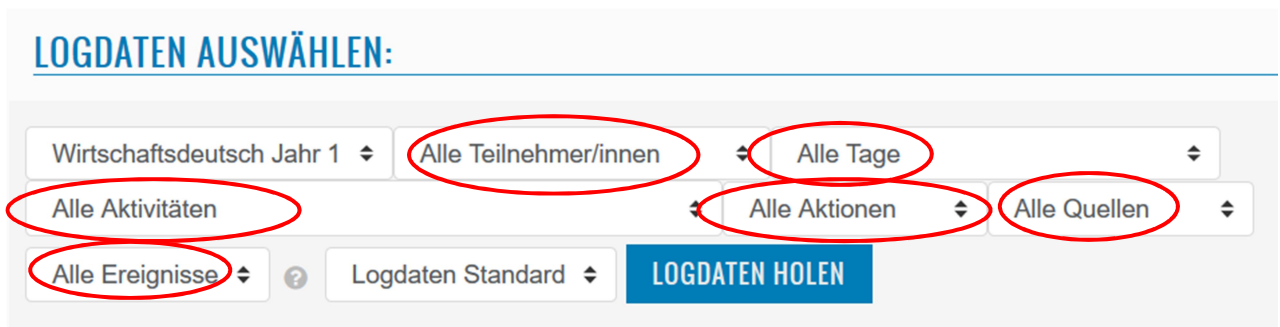 LOGDATEN AUSWÄHLEN:
Wirtschaftsdeutsch Jahr 1 Alle Teilnehmer/innen Alle Tage
Alle Aktivitäten Alle Aktionen Alle Quellen
Alle Ereignisse ? Logdaten Standard LOGDATEN HOLEN